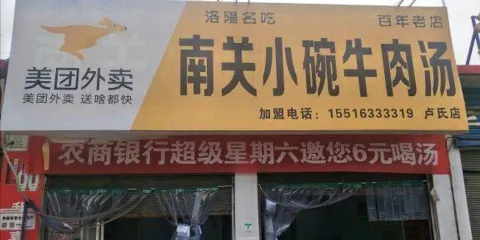 洛陽名吃
百年老店
美团外卖
美团外卖 送啥都快
南关小碗牛肉汤
加盟电话：15516333319 卢氏店
农商银行超级星期六邀您6元喝汤